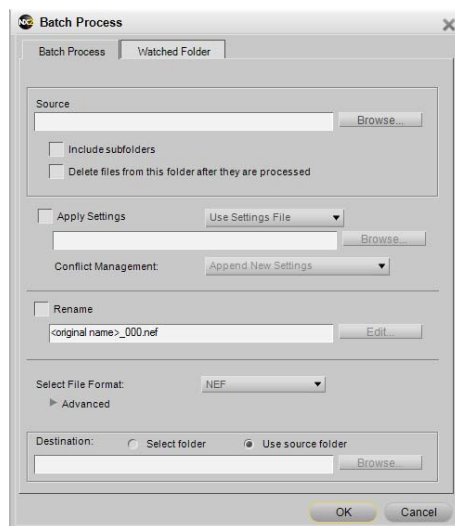 NX2 Batch Process
Batch Process Watched Folder
Source
Browse...
Include subfolders
Delete files from this folder after they are processed
Apply Settings Use Settings File
Browse...
Conflict Management: Append New Settings
Rename
<original name>_000.nef Edit...
Select File Format: NEF
Advanced
Destination: Select folder Use source folder
Browse...
OK Cancel